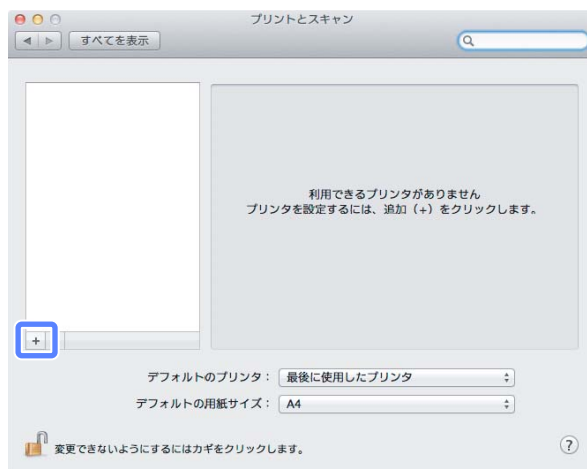 プリントとスキャン
すべてを表示
利用できるプリンタがありません
プリンタを設定するには、追加（+）をクリックします。
+
デフォルトのプリンタ： 最後に使用したプリンタ
デフォルトの用紙サイズ： A4
変更できないようにするにはカギをクリックします。 ?